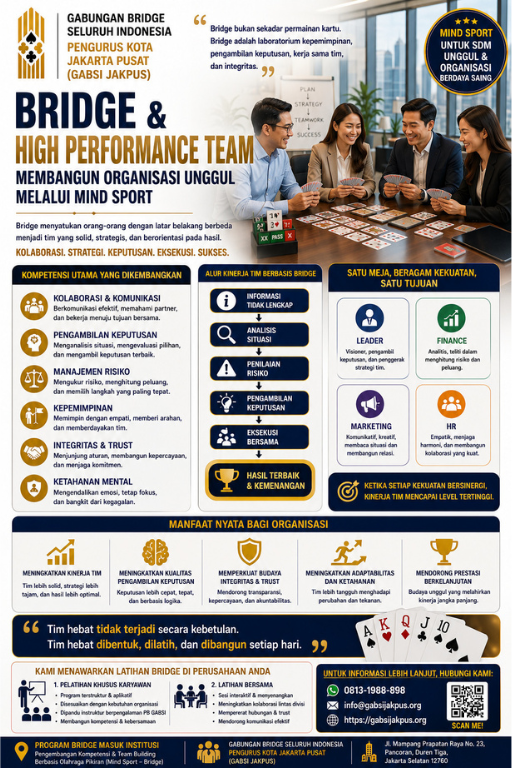 GABUNGAN BRIDGE
SELURUH INDONESIA
PENGURUS KOTA
JAKARTA PUSAT
(GABSI JAKPUS)
“
Bridge bukan sekadar permainan kartu.
Bridge adalah laboratorium kepemimpinan,
pengambilan keputusan, kerja sama tim,
dan integritas.
”
MIND SPORT
UNTUK SDM
UNGGUL &
ORGANISASI
BERDAYA SAING
PLAN
STRATEGY
TEAMWORK
SUCCESS
BRIDGE &
HIGH PERFORMANCE TEAM
MEMBANGUN ORGANISASI UNGGUL
MELALUI MIND SPORT
Bridge menyatukan orang-orang dengan latar belakang berbeda
menjadi tim yang solid, strategis, dan berorientasi pada hasil.
KOLABORASI. STRATEGI. KEPUTUSAN. EKSEKUSI. SUKSES.
PASS
KOMPETENSI UTAMA YANG DIKEMBANGKAN
KOLABORASI & KOMUNIKASI
Berkomunikasi efektif, memahami partner,
dan bekerja menuju tujuan bersama.
PENGAMBILAN KEPUTUSAN
Menganalisis situasi, mengevaluasi pilihan,
dan mengambil keputusan terbaik.
MANAJEMEN RISIKO
Mengukur risiko, menghitung peluang,
dan memilih langkah yang paling tepat.
KEPEMIMPINAN
Memimpin dengan empati, memberi arahan,
dan memberdayakan tim.
INTEGRITAS & TRUST
Menjunjung aturan, membangun kepercayaan,
dan menjaga komitmen.
KETAHANAN MENTAL
Mengendalikan emosi, tetap fokus,
dan bangkit dari kegagalan.
ALUR KINERJA TIM BERBASIS BRIDGE
INFORMASI
TIDAK LENGKAP
ANALISIS
SITUASI
PENILAIAN
RISIKO
PENGAMBILAN
KEPUTUSAN
EKSEKUSI
BERSAMA
HASIL TERBAIK
& KEMENANGAN
SATU MEJA, BERAGAM KEKUATAN,
SATU TUJUAN
LEADER
Visioner, pengambil
keputusan, dan penggerak
strategi tim.
FINANCE
Analitis, teliti dalam
menghitung risiko dan
peluang.
MARKETING
Komunikatif, kreatif,
membaca situasi dan
membangun relasi.
HR
Empatik, menjaga
harmoni, dan membangun
kolaborasi yang kuat.
KETIKA SETIAP KEKUATAN BERSINERGI,
KINERJA TIM MENCAPAI LEVEL TERTINGGI.
MANFAAT NYATA BAGI ORGANISASI
MENINGKATKAN KINERJA TIM
Tim lebih solid, strategi lebih
tajam, dan hasil lebih optimal.
MENINGKATKAN KUALITAS
PENGAMBILAN KEPUTUSAN
Keputusan lebih cepat, tepat,
dan berbasis logika.
MEMPERKUAT BUDAYA
INTEGRITAS & TRUST
Mendorong transparansi,
kepercayaan, dan akuntabilitas.
MENINGKATKAN ADAPTABILITAS
DAN KETAHANAN
Tim lebih tangguh menghadapi
perubahan dan tekanan.
MENDORONG PRESTASI
BERKELANJUTAN
Budaya unggul yang melahirkan
kinerja jangka panjang.
“ Tim hebat tidak terjadi secara kebetulan.
Tim hebat dibentuk, dilatih, dan dibangun setiap hari. ”
A K Q J 10
KAMI MENAWARKAN LATIHAN BRIDGE DI PERUSAHAAN ANDA
1. PELATIHAN KHUSUS KARYAWAN
• Program terstruktur & aplikatif
• Disesuaikan dengan kebutuhan organisasi
• Dipandu instruktur berpengalaman PB GABSI
• Membangun kompetensi & kebersamaan
2. LATIHAN BERSAMA
• Sesi interaktif & menyenangkan
• Meningkatkan kolaborasi lintas divisi
• Mempererat hubungan & trust
• Mendorong komunikasi efektif
UNTUK INFORMASI LEBIH LANJUT, HUBUNGI KAMI:
0813-1988-898
info@gabsijakpus.org
https://gabsijakpus.org
SCAN ME!
PROGRAM BRIDGE MASUK INSTITUSI
Pengembangan Kompetensi & Team Building
Berbasis Olahraga Pikiran (Mind Sport – Bridge)
GABUNGAN BRIDGE SELURUH INDONESIA
PENGURUS KOTA JAKARTA PUSAT
(GABSI JAKPUS)
Jl. Mampang Prapatan Raya No. 23,
Pancoran, Duren Tiga,
Jakarta Selatan 12760